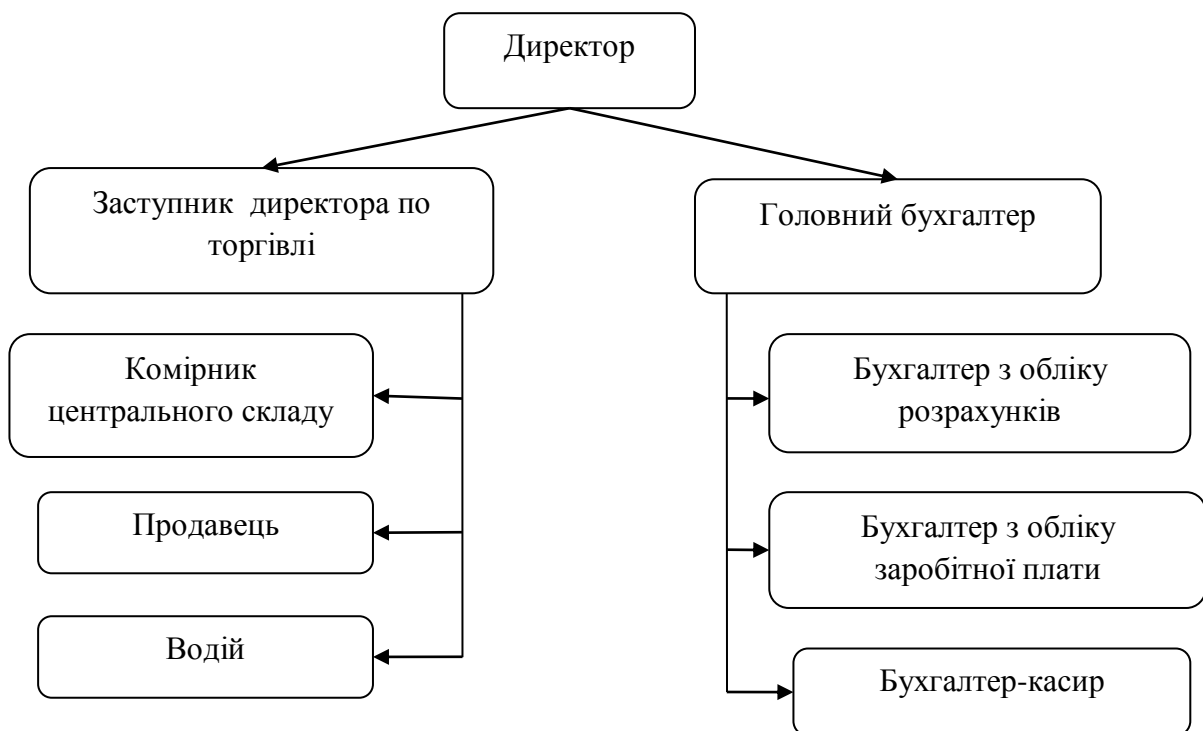 Директор
Заступник директора по
торгівлі
Головний бухгалтер
Комірник
центрального складу
Бухгалтер з обліку
розрахунків
Продавець
Бухгалтер з обліку
заробітної плати
Водій
Бухгалтер-касир